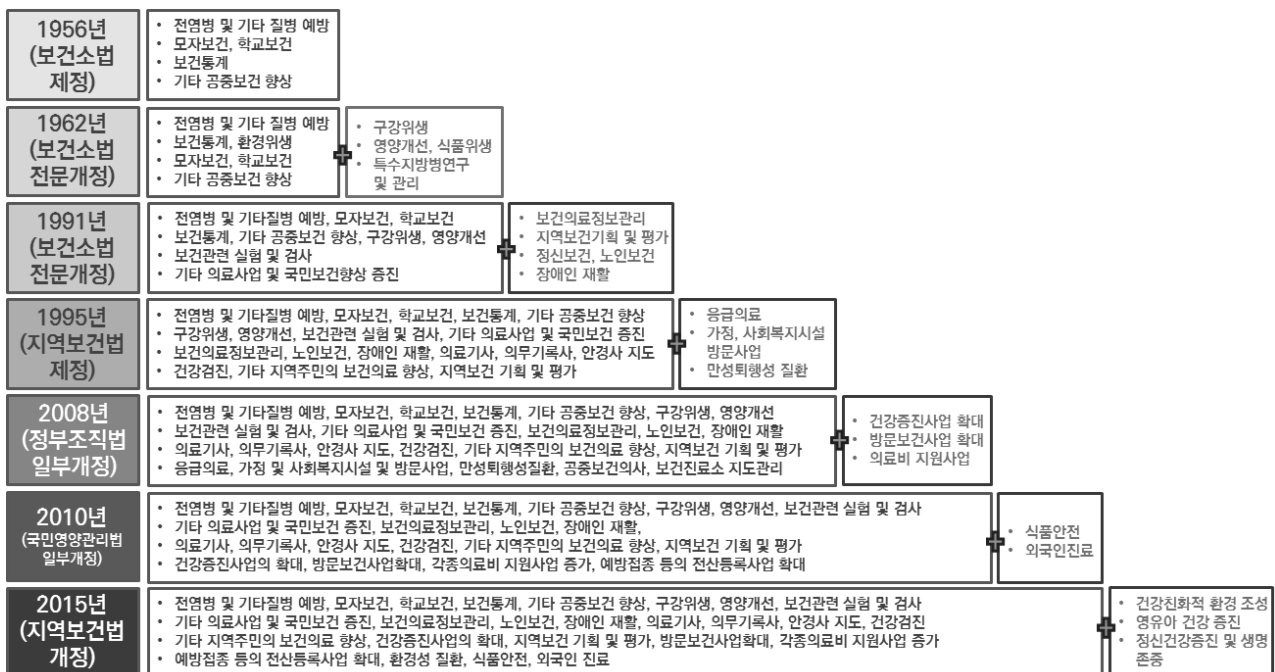 1956년
(보건소법
제정)
• 전염병 및 기타 질병 예방
• 모자보건, 학교보건
• 보건통계
• 기타 공중보건 향상
1962년
(보건소법
전문개정)
• 전염병 및 기타 질병 예방
• 보건통계, 환경위생
• 모자보건, 학교보건
• 기타 공중보건 향상
• 구강위생
• 영양개선, 식품위생
• 특수지방병연구
및 관리
1991년
(보건소법
전문개정)
• 전염병 및 기타질병 예방, 모자보건, 학교보건
• 보건통계, 기타 공중보건 향상, 구강위생, 영양개선
• 보건관련 실험 및 검사
• 기타 의료사업 및 국민보건향상 증진
• 보건의료정보관리
• 지역보건기획 및 평가
• 정신보건, 노인보건
• 장애인 재활
1995년
(지역보건법
제정)
• 전염병 및 기타질병 예방, 모자보건, 학교보건, 보건통계, 기타 공중보건 향상
• 구강위생, 영양개선, 보건관련 실험 및 검사, 기타 의료사업 및 국민보건 증진
• 보건의료정보관리, 노인보건, 장애인 재활, 의료기사, 의무기록사, 안경사 지도
• 건강검진, 기타 지역주민의 보건의료 향상, 지역보건 기획 및 평가
• 응급의료
• 가정, 사회복지시설
방문사업
• 만성퇴행성 질환
2008년
(정부조직법
일부개정)
• 전염병 및 기타질병 예방, 모자보건, 학교보건, 보건통계, 기타 공중보건 향상, 구강위생, 영양개선
• 보건관련 실험 및 검사, 기타 의료사업 및 국민보건 증진, 보건의료정보관리, 노인보건, 장애인 재활
• 의료기사, 의무기록사, 안경사 지도, 건강검진, 기타 지역주민의 보건의료 향상, 지역보건 기획 및 평가
• 응급의료, 가정 및 사회복지시설 및 방문사업, 만성퇴행성질환, 공중보건의사, 보건진료소 지도관리
• 건강증진사업 확대
• 방문보건사업 확대
• 의료비 지원사업
2010년
(국민영양관리법
일부개정)
• 전염병 및 기타질병 예방, 모자보건, 학교보건, 보건통계, 기타 공중보건 향상, 구강위생, 영양개선, 보건관련 실험 및 검사
• 기타 의료사업 및 국민보건 증진, 보건의료정보관리, 노인보건, 장애인 재활,
• 의료기사, 의무기록사, 안경사 지도, 건강검진, 기타 지역주민의 보건의료 향상, 지역보건 기획 및 평가
• 건강증진사업의 확대, 방문보건사업확대, 각종의료비 지원사업 증가, 예방접종 등의 전산등록사업 확대
• 식품안전
• 외국인진료
2015년
(지역보건법
개정)
• 전염병 및 기타질병 예방, 모자보건, 학교보건, 보건통계, 기타 공중보건 향상, 구강위생, 영양개선, 보건관련 실험 및 검사
• 기타 의료사업 및 국민보건 증진, 보건의료정보관리, 노인보건, 장애인 재활, 의료기사, 의무기록사, 안경사 지도, 건강검진
• 기타 지역주민의 보건의료 향상, 건강증진사업의 확대, 지역보건 기획 및 평가, 방문보건사업확대, 각종의료비 지원사업 증가
• 예방접종 등의 전산등록사업 확대, 환경성 질환, 식품안전, 외국인 진료
• 건강친화적 환경 조성
• 영유아 건강 증진
• 정신건강증진 및 생명
존중